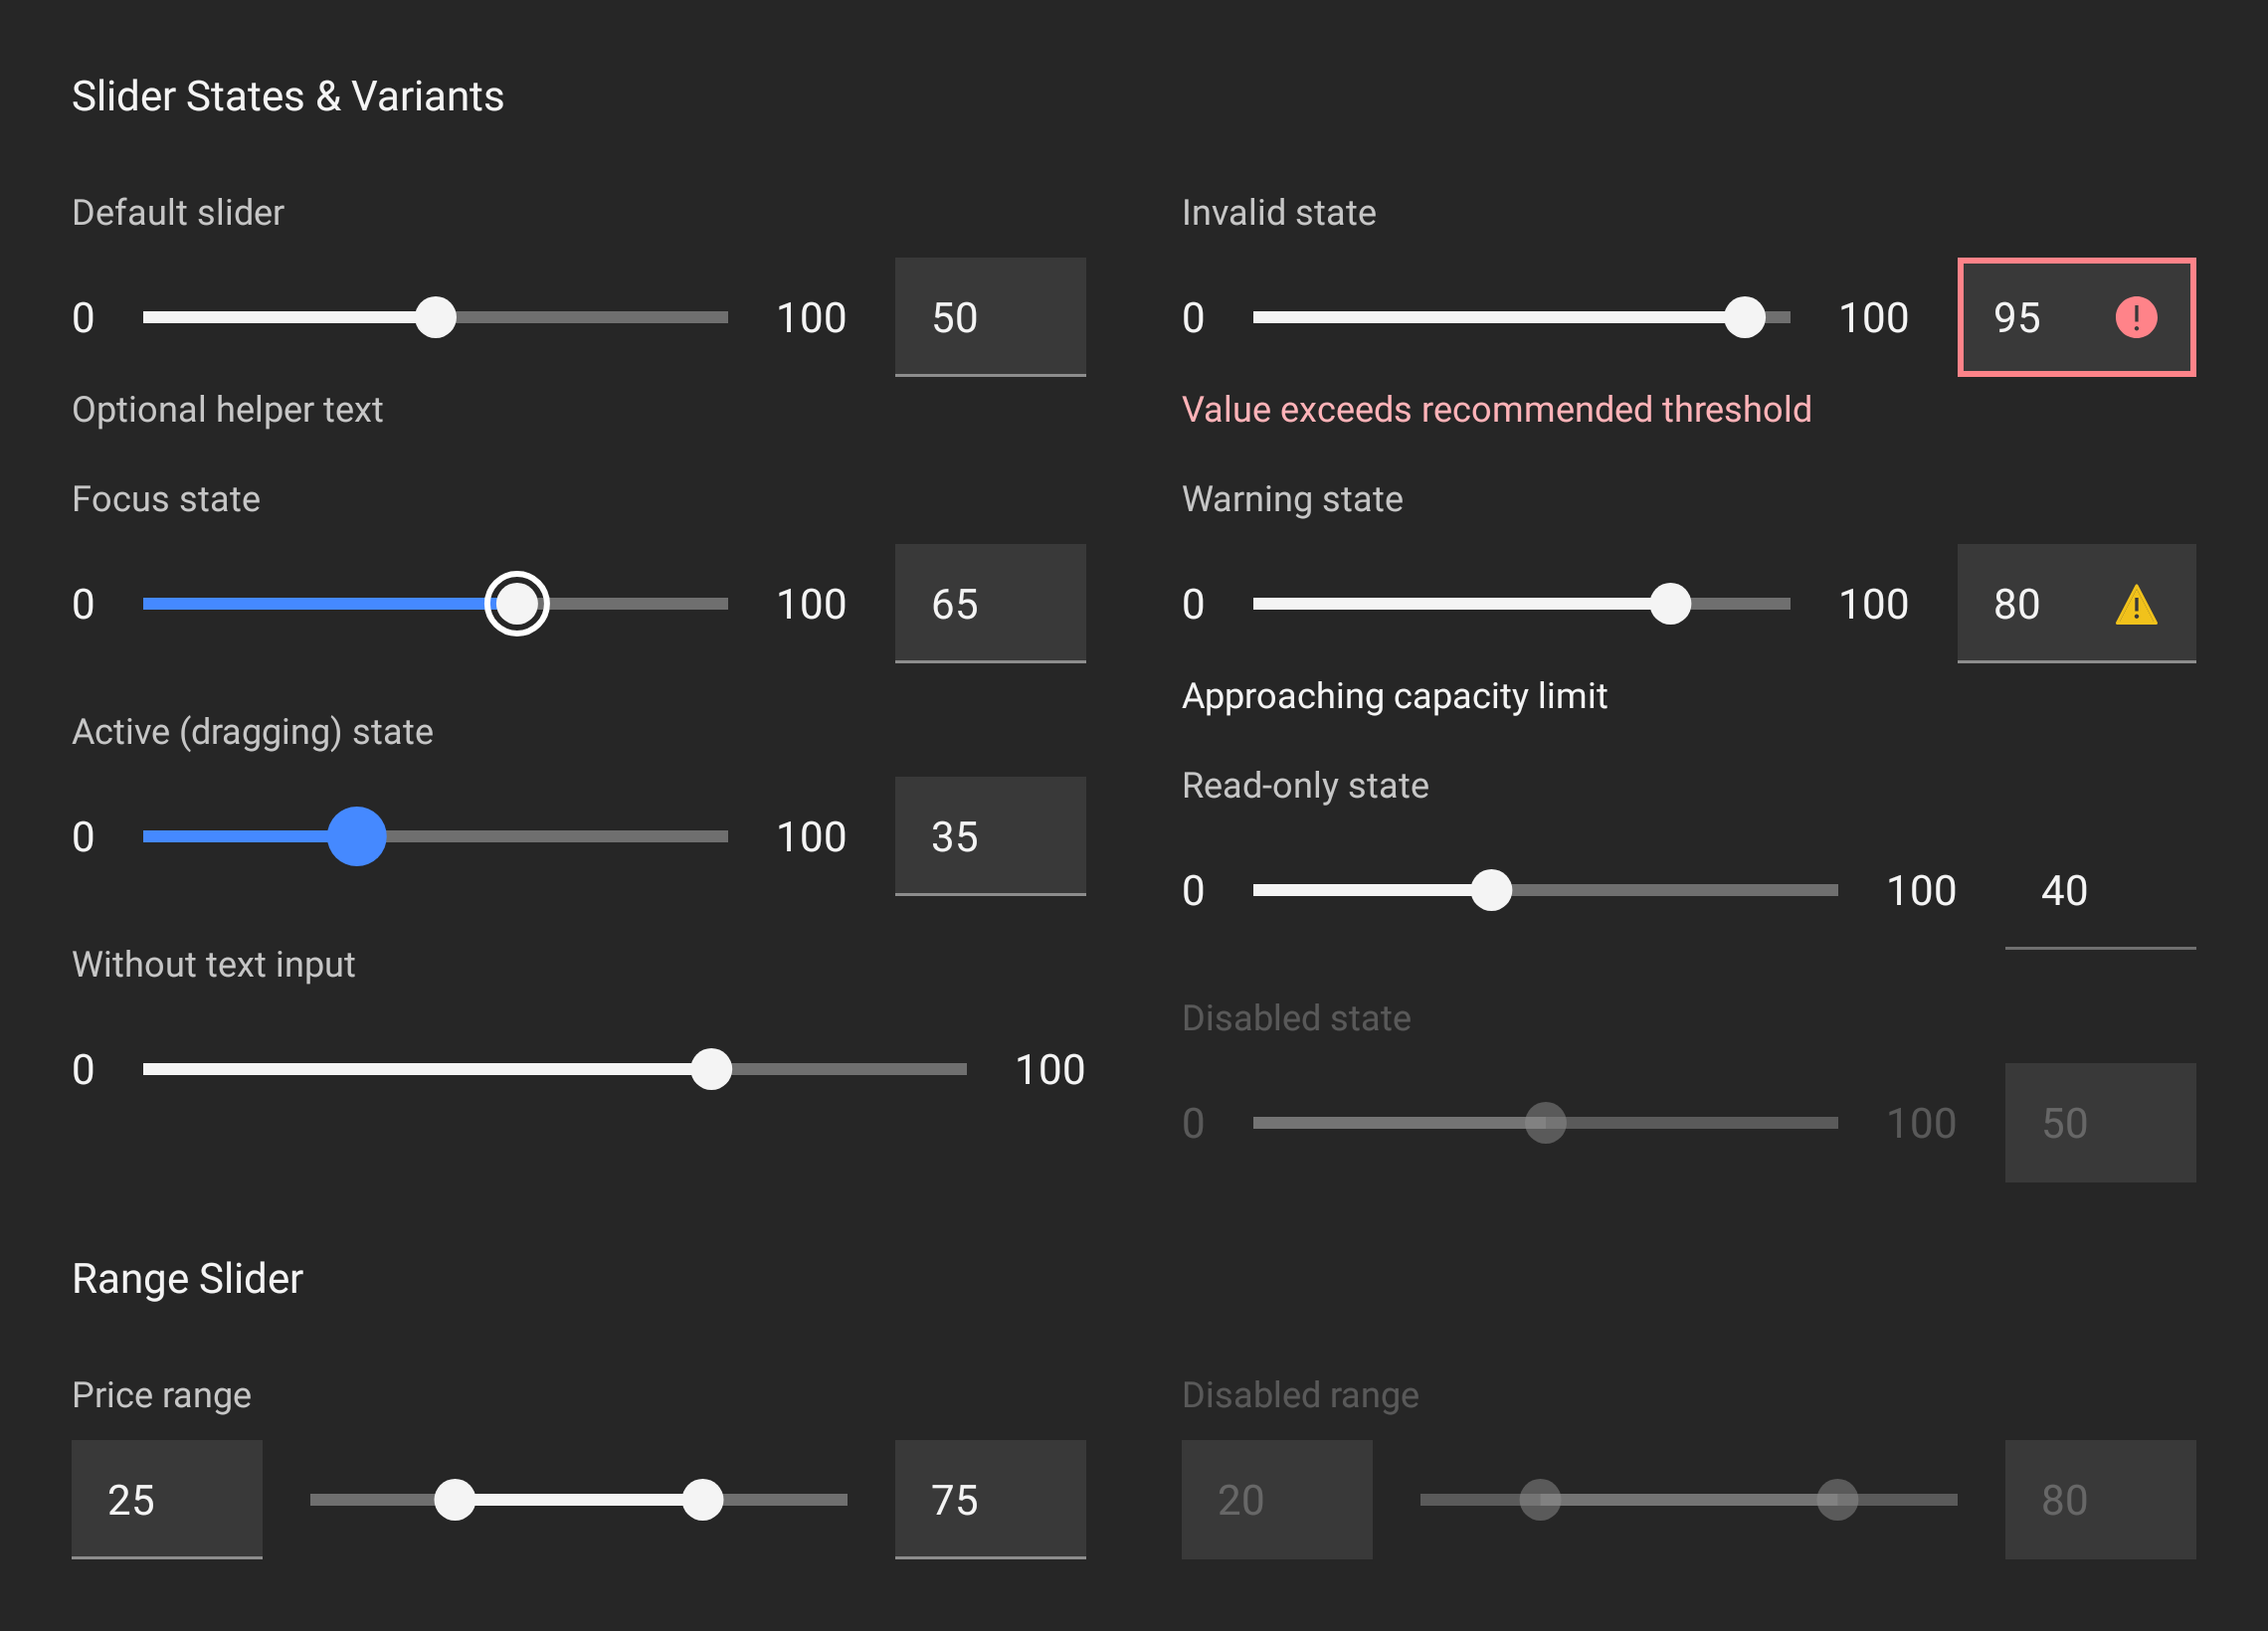 Slider States & Variants
Default slider
0 100 50
Optional helper text
Focus state
0 100 65
Active (dragging) state
0 100 35
Without text input
0 100
Invalid state
0 100 95
Value exceeds recommended threshold
Warning state
0 100 80
Approaching capacity limit
Read-only state
0 100 40
Disabled state
0 100 50
Range Slider
Price range
25 75
Disabled range
20 80